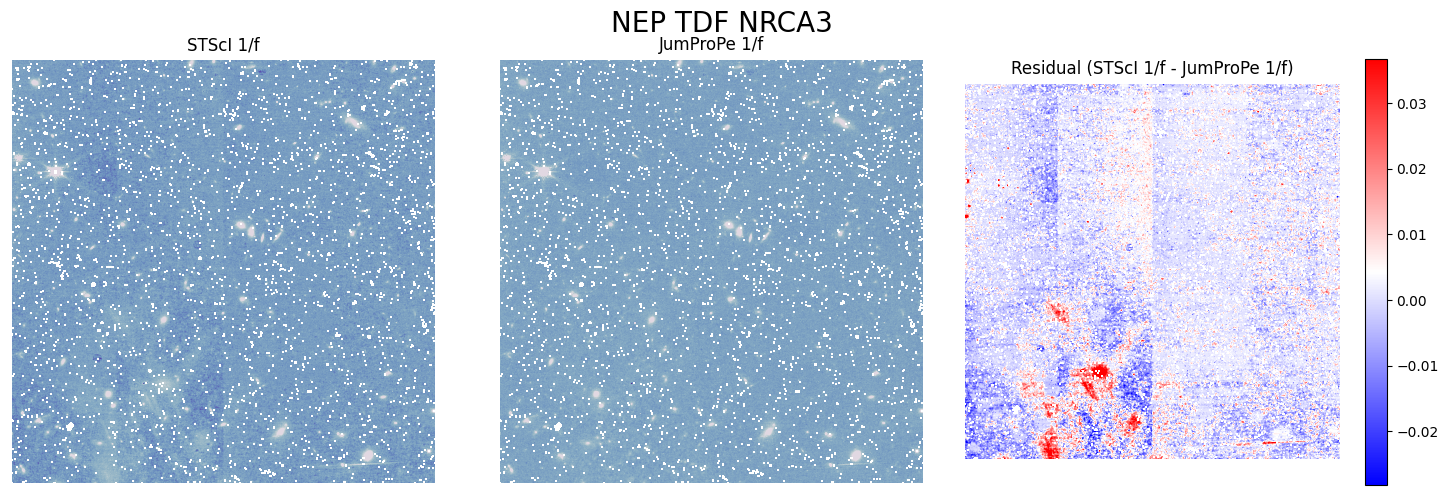 NEP TDF NRCA3
STScI 1/f
JumProPe 1/f
Residual (STScI 1/f - JumProPe 1/f)
0.03
0.02
0.01
0.00
−0.01
−0.02